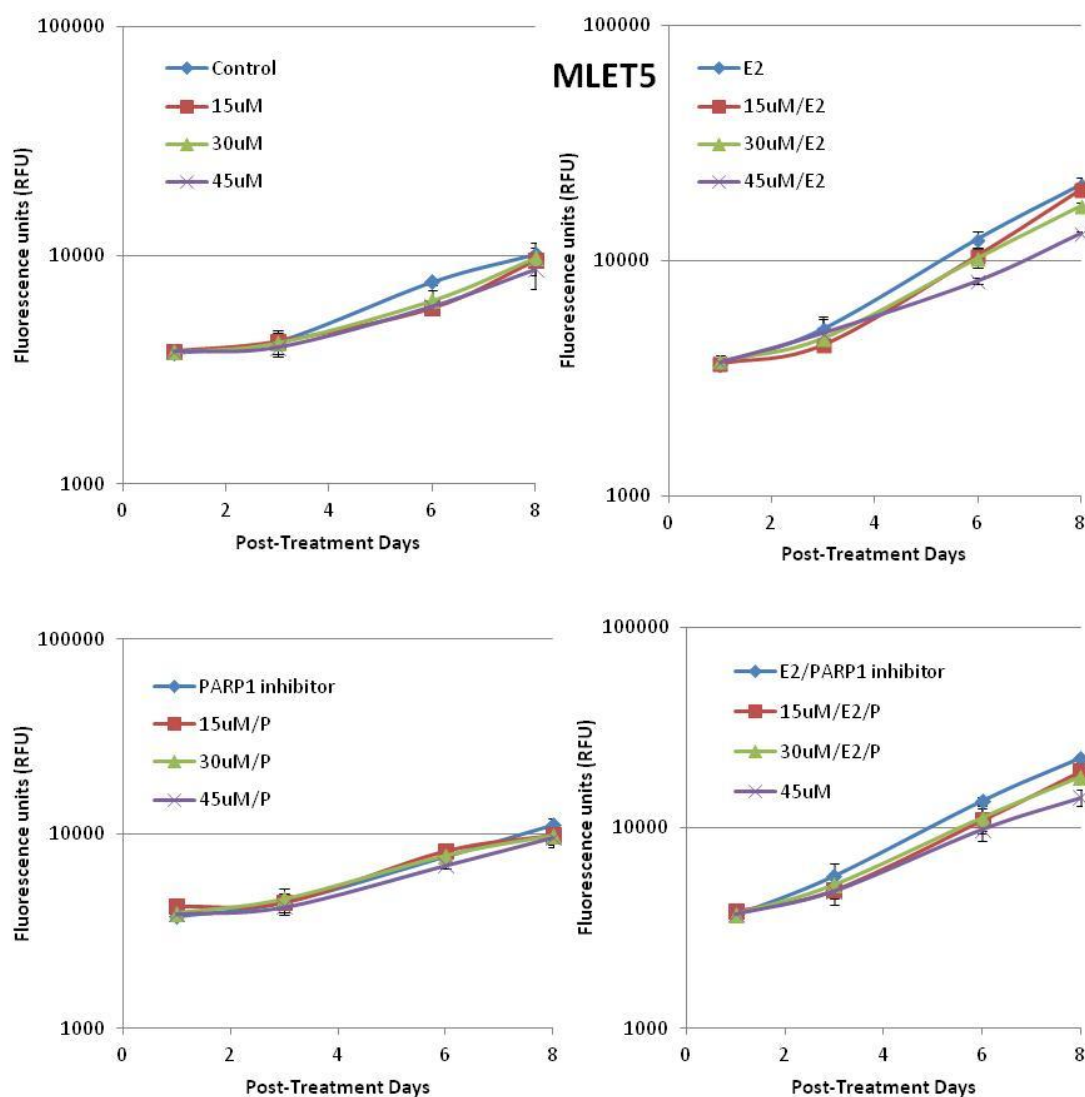 100000
Control
15uM
30uM
45uM
10000
1000
0 2 4 6 8
Post-Treatment Days
Fluorescence units (RFU)
MLET5
100000
E2
15uM/E2
30uM/E2
45uM/E2
10000
1000
0 2 4 6 8
Post-Treatment Days
Fluorescence units (RFU)
100000
PARP1 inhibitor
15uM/P
30uM/P
45uM/P
10000
1000
0 2 4 6 8
Post-Treatment Days
Fluorescence units (RFU)
100000
E2/PARP1 inhibitor
15uM/E2/P
30uM/E2/P
45uM
10000
1000
0 2 4 6 8
Post-Treatment Days
Fluorescence units (RFU)